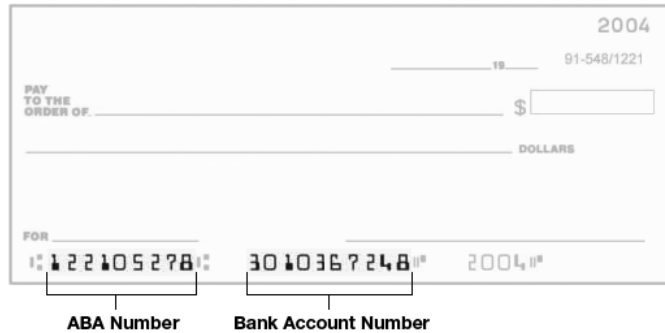 2004
19 91-548/1221
PAY
TO THE
ORDER OF $
DOLLARS
FOR
⑆122105278⑆ 3010367248⑈ 2004⑈
ABA Number Bank Account Number